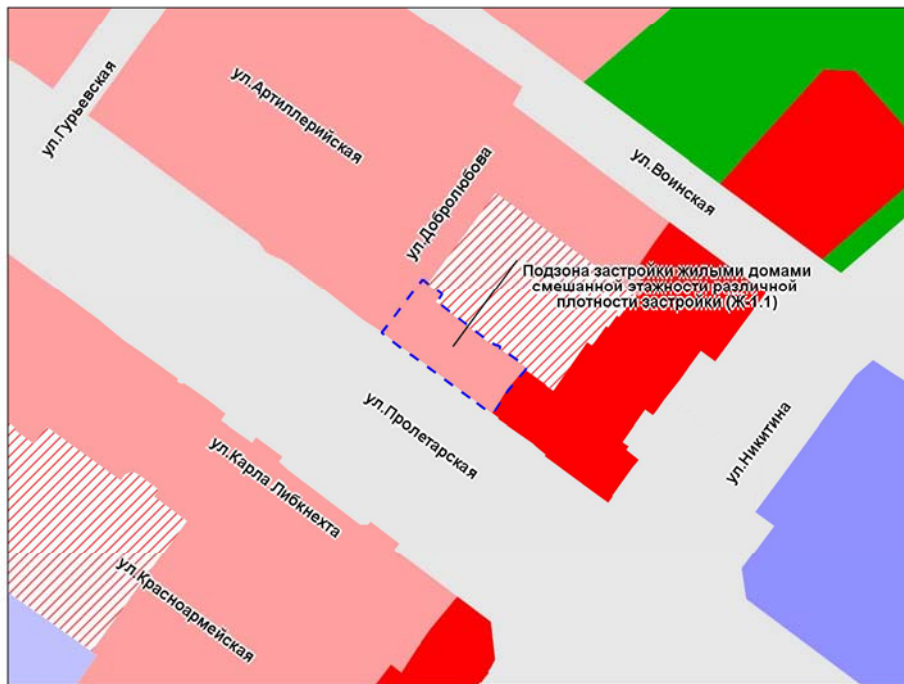 ул.Гурьевская
ул.Артиллерийская
ул.Добролюбова
ул.Воинская
Подзона застройки жилыми домами
смешанной этажности различной
плотности застройки (Ж-1.1)
ул.Пролетарская
ул.Никитина
ул.Карла Либкнехта
ул.Красноармейская